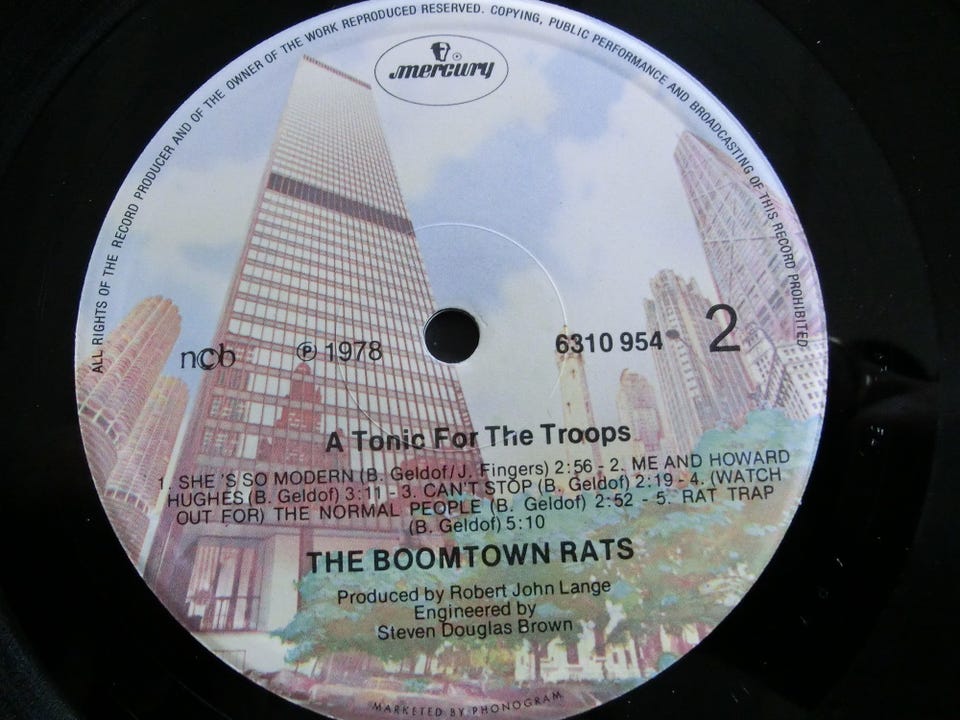 ALL RIGHTS OF THE RECORD PRODUCER AND OF THE OWNER OF THE WORK REPRODUCED RESERVED. COPYING, PUBLIC PERFORMANCE AND BROADCASTING OF THIS RECORD PROHIBITED
mercury
ncb ℗ 1978 6310 954 2
A Tonic For The Troops
1. SHE 'S SO MODERN (B. Geldof/J. Fingers) 2:56 - 2. ME AND HOWARD
HUGHES (B. Geldof) 3:11 - 3. CAN'T STOP (B. Geldof) 2:19 - 4. (WATCH
OUT FOR) THE NORMAL PEOPLE (B. Geldof) 2:52 - 5. RAT TRAP
(B. Geldof) 5:10
THE BOOMTOWN RATS
Produced by Robert John Lange
Engineered by
Steven Douglas Brown
MARKETED BY PHONOGRAM